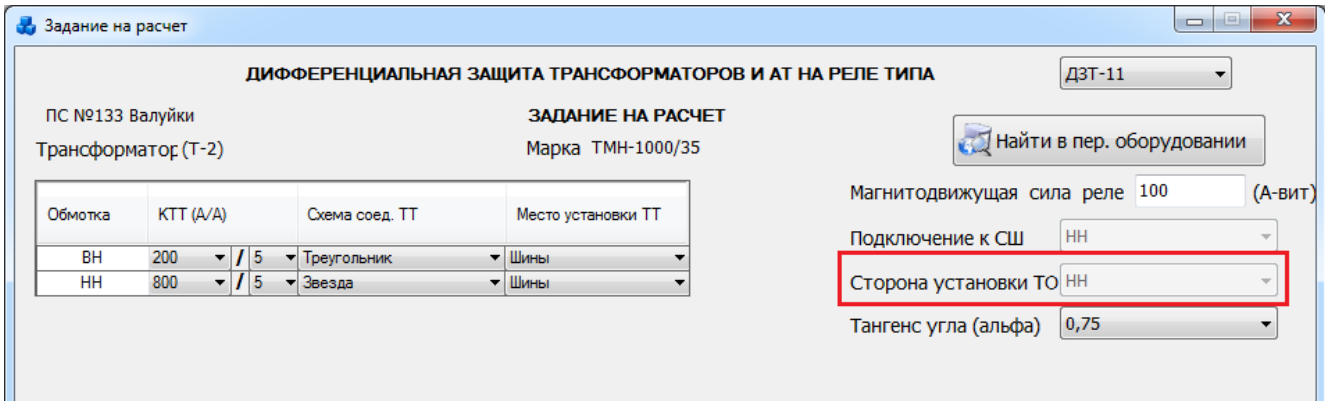 Задание на расчет
ДИФФЕРЕНЦИАЛЬНАЯ ЗАЩИТА ТРАНСФОРМАТОРОВ И АТ НА РЕЛЕ ТИПА ДЗТ-11
ПС №133 Валуйки ЗАДАНИЕ НА РАСЧЕТ
Трансформатор (Т-2) Марка ТМН-1000/35
Найти в пер. оборудовании
Обмотка КТТ (А/А) Схема соед. ТТ Место установки ТТ
ВН 200 / 5 Треугольник Шины
НН 800 / 5 Звезда Шины
Магнитодвижущая сила реле 100 (А-вит)
Подключение к СШ НН
Сторона установки ТО НН
Тангенс угла (альфа) 0,75